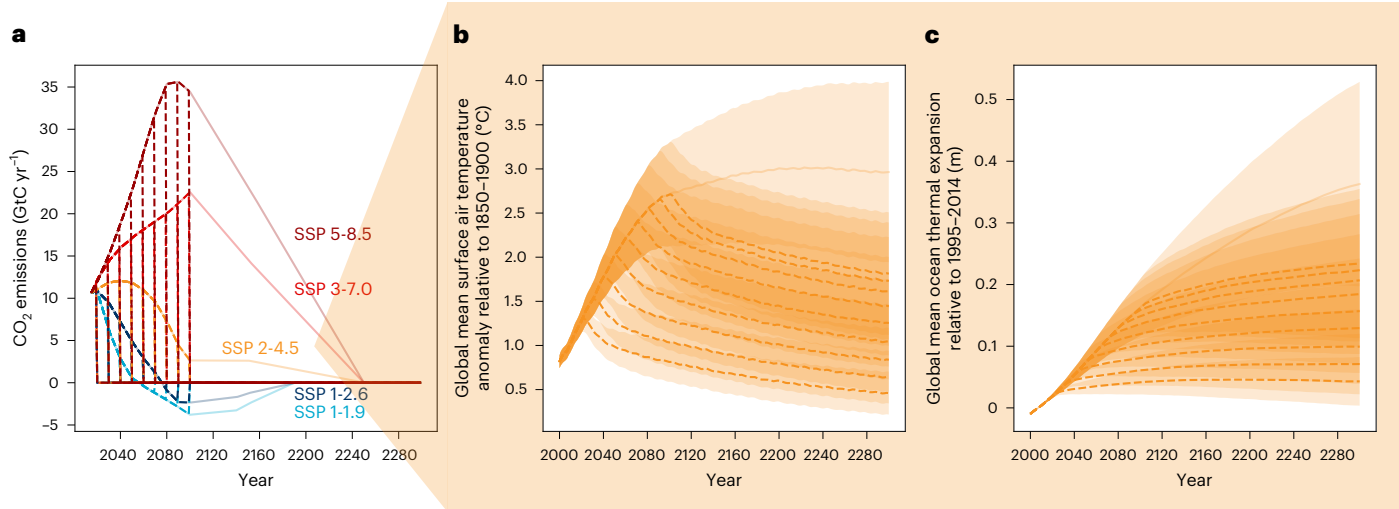 a
CO2 emissions (GtC yr−1)
35
30
25
20
15
10
5
0
−5
SSP 5-8.5
SSP 3-7.0
SSP 2-4.5
SSP 1-2.6
SSP 1-1.9
2040 2080 2120 2160 2200 2240 2280
Year
b
Global mean surface air temperature
anomaly relative to 1850–1900 (°C)
4.0
3.5
3.0
2.5
2.0
1.5
1.0
0.5
2000 2040 2080 2120 2160 2200 2240 2280
Year
c
Global mean ocean thermal expansion
relative to 1995–2014 (m)
0.5
0.4
0.3
0.2
0.1
0
2000 2040 2080 2120 2160 2200 2240 2280
Year